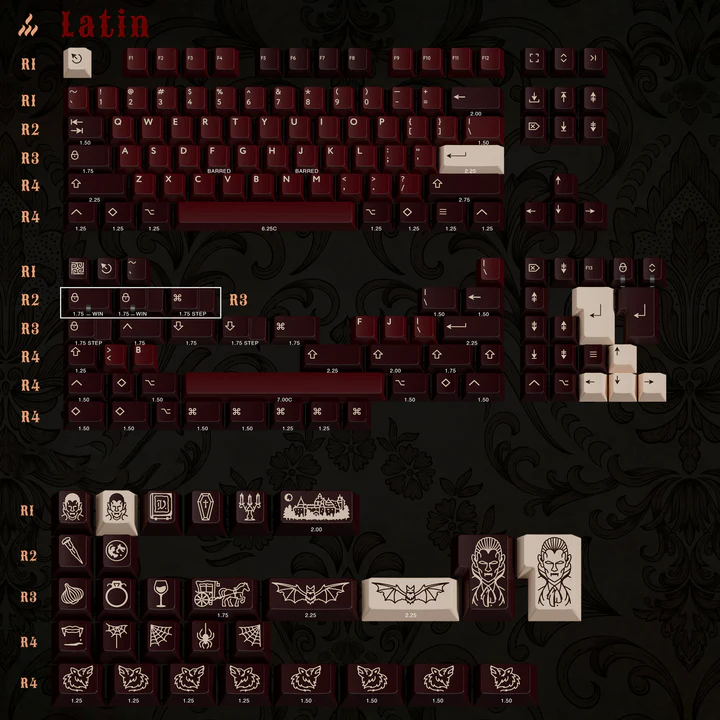 Latin
R1 F1 F2 F3 F4 F5 F6 F7 F8 F9 F10 F11 F12
R1 ~ ` ! 1 @ 2 # 3 $ 4 % 5 ^ 6 & 7 * 8 ( 9 ) 0 _ - + =
2.00
R2 Q W E R T Y U I O P { [ } ] | \
1.50 1.50
R3 A S D F G H J K L : ; " '
1.75 BARRED BARRED 2.25
R4 Z X C V B N M < , > . ? /
2.25 2.25
R4
1.25 1.25 1.25 6.25C 1.25 1.25 1.25 1.25
R1 ~ ` \ F13
R2 | \ R3
1.75 WIN 1.75 WIN 1.75 STEP 1.50
R3 F J | \
1.75 STEP 1.75 1.75 STEP 1.75 2.25
R4 > B
2.25 2.00
R4
1.50 1.50 7.00C 1.50
R4
1.50 1.50 1.50 1.25 1.25
R1
2.00
R2
R3
1.75 2.25 2.25
R4
R4
1.25 1.25 1.25 1.25 1.50 1.50 1.50 1.50